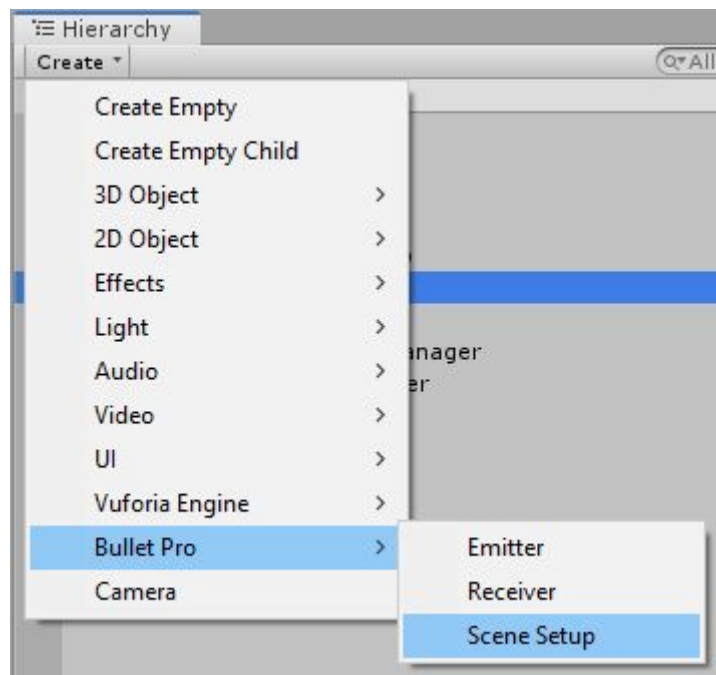 Hierarchy
Create
All
Create Empty
Create Empty Child
3D Object
2D Object
Effects
Light
Audio
Video
UI
Vuforia Engine
Bullet Pro
Camera
anager
er
Emitter
Receiver
Scene Setup